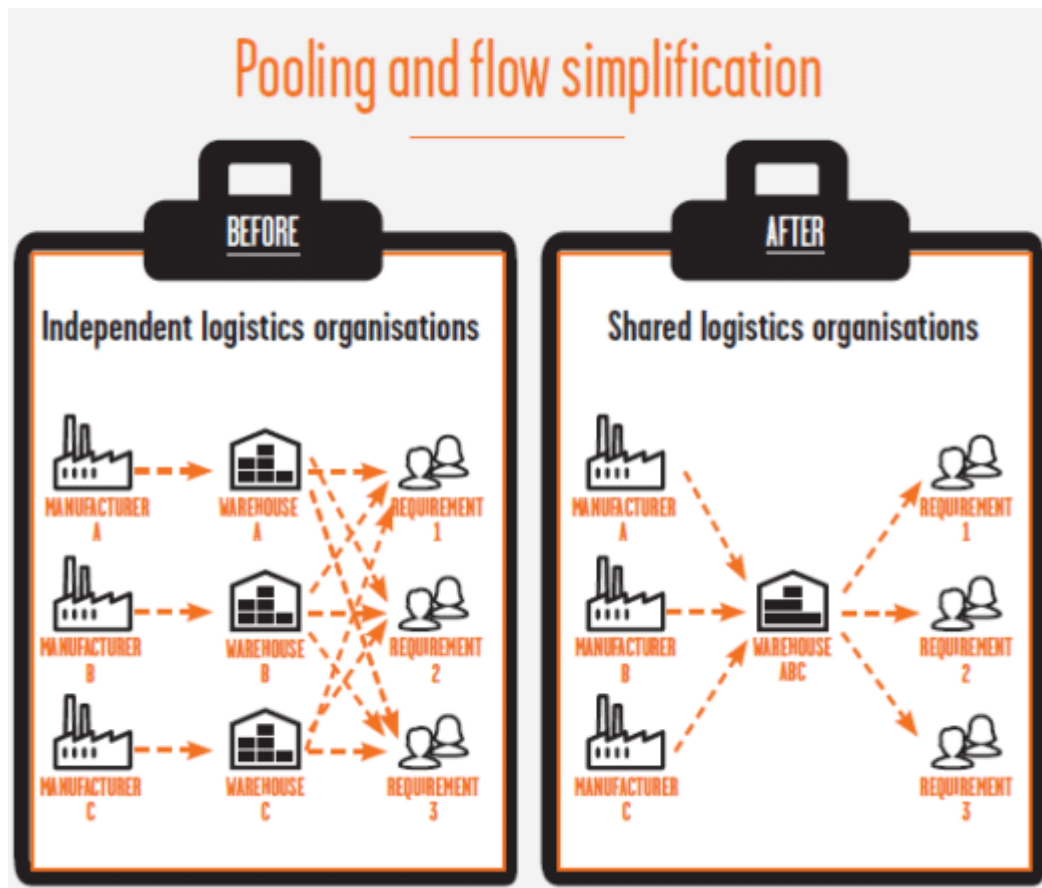 Pooling and flow simplification
BEFORE
Independent logistics organisations
MANUFACTURER
A
WAREHOUSE
A
REQUIREMENT
1
MANUFACTURER
B
WAREHOUSE
B
REQUIREMENT
2
MANUFACTURER
C
WAREHOUSE
C
REQUIREMENT
3
AFTER
Shared logistics organisations
MANUFACTURER
A
REQUIREMENT
1
MANUFACTURER
B
WAREHOUSE
ABC
REQUIREMENT
2
MANUFACTURER
C
REQUIREMENT
3